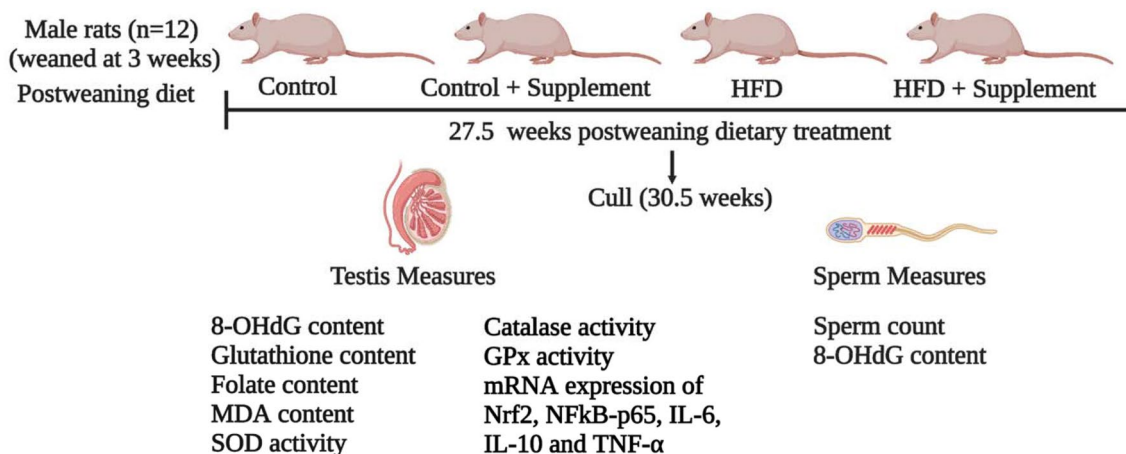 Male rats (n=12)
(weaned at 3 weeks)
Postweaning diet
Control
Control + Supplement
HFD
HFD + Supplement
27.5 weeks postweaning dietary treatment
Cull (30.5 weeks)
Testis Measures
8-OHdG content
Glutathione content
Folate content
MDA content
SOD activity
Catalase activity
GPx activity
mRNA expression of
Nrf2, NFkB-p65, IL-6,
IL-10 and TNF-α
Sperm Measures
Sperm count
8-OHdG content